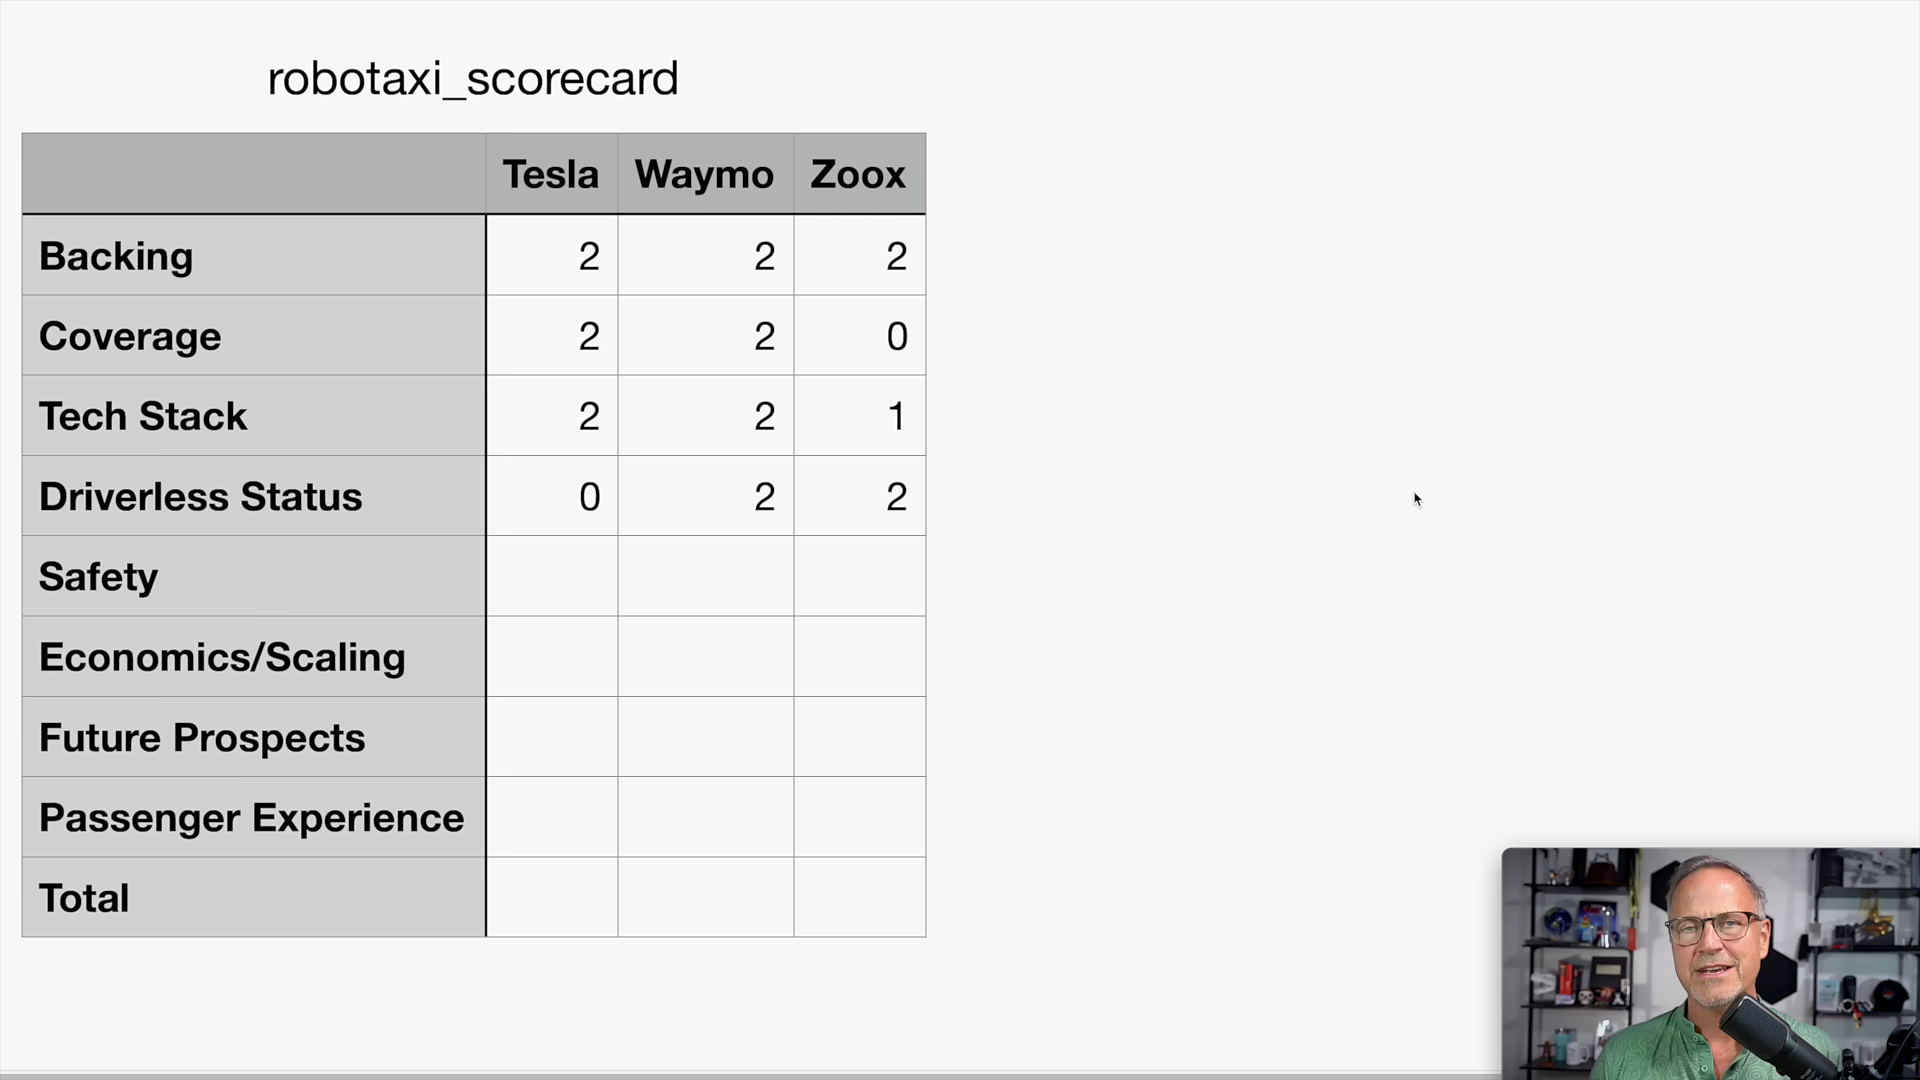 robotaxi_scorecard
Tesla Waymo Zoox
Backing 2 2 2
Coverage 2 2 0
Tech Stack 2 2 1
Driverless Status 0 2 2
Safety
Economics/Scaling
Future Prospects
Passenger Experience
Total